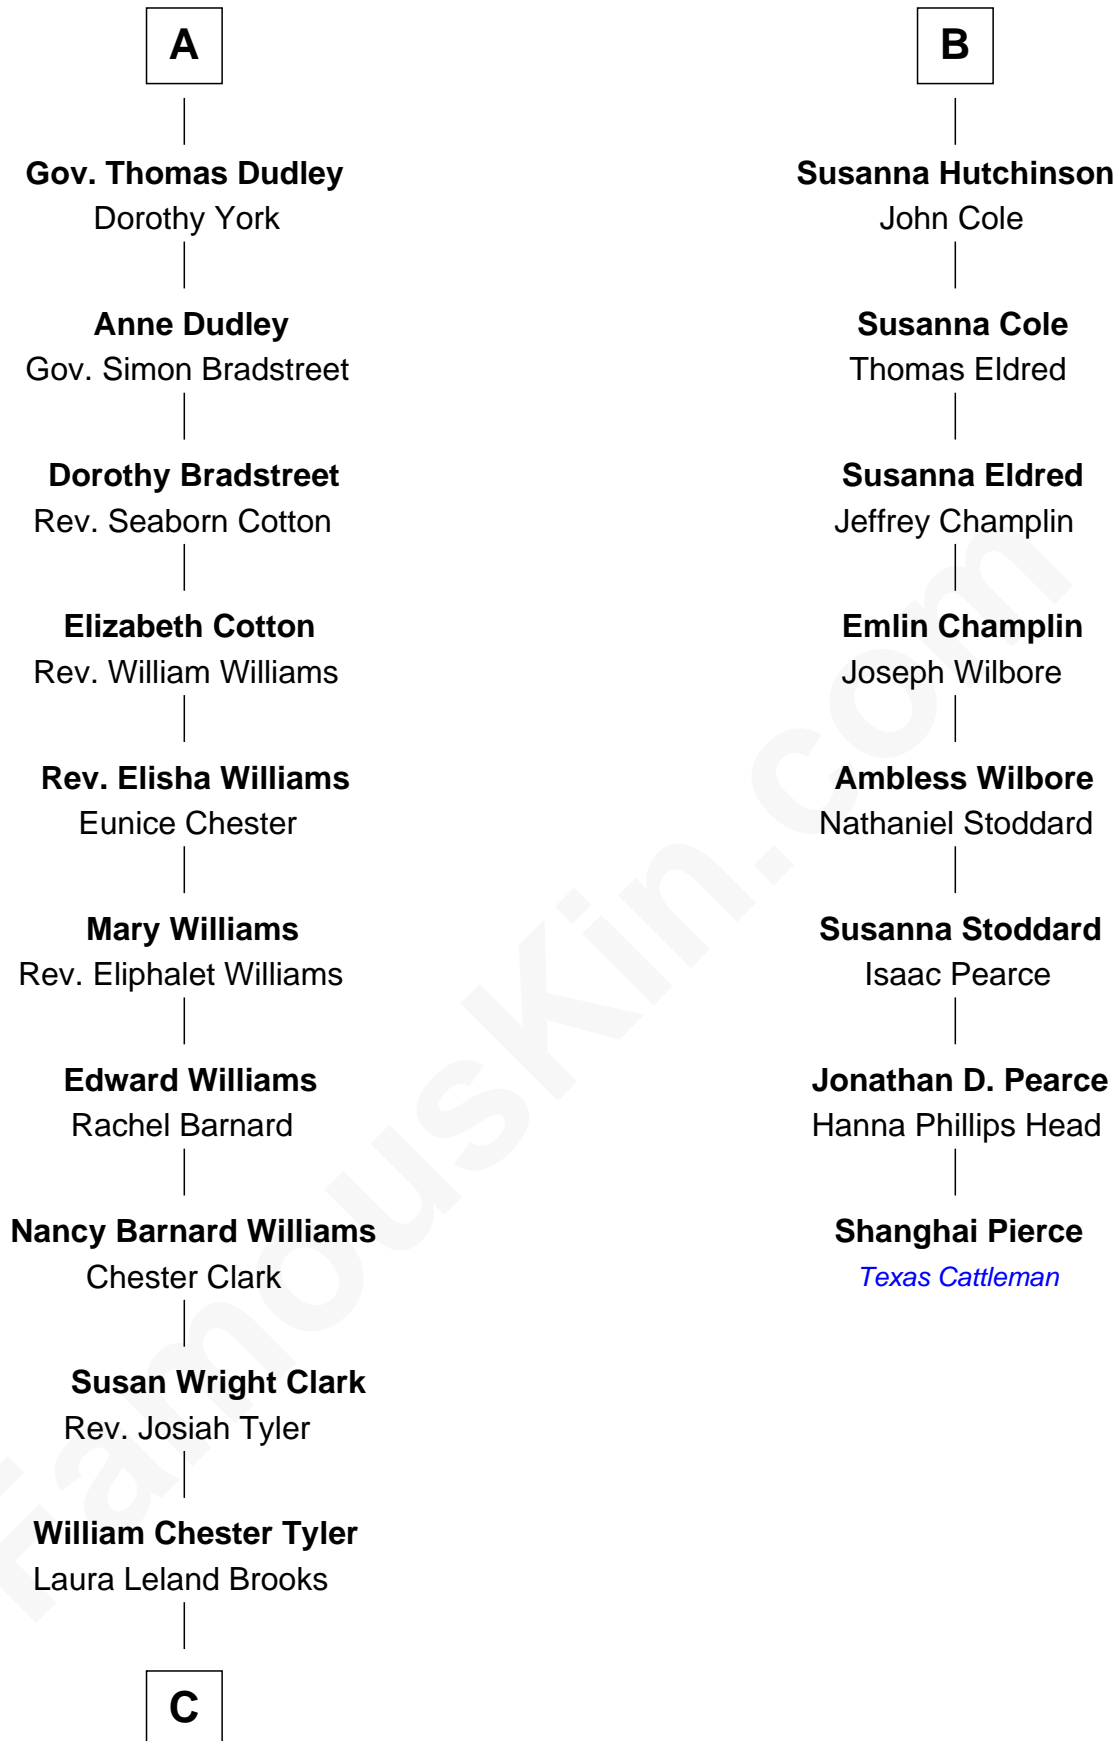 A
Gov. Thomas Dudley
Dorothy York
Anne Dudley
Gov. Simon Bradstreet
Dorothy Bradstreet
Rev. Seaborn Cotton
Elizabeth Cotton
Rev. William Williams
Rev. Elisha Williams
Eunice Chester
Mary Williams
Rev. Eliphalet Williams
Edward Williams
Rachel Barnard
Nancy Barnard Williams
Chester Clark
Susan Wright Clark
Rev. Josiah Tyler
William Chester Tyler
Laura Leland Brooks
C
B
Susanna Hutchinson
John Cole
Susanna Cole
Thomas Eldred
Susanna Eldred
Jeffrey Champlin
Emlin Champlin
Joseph Wilbore
Ambless Wilbore
Nathaniel Stoddard
Susanna Stoddard
Isaac Pearce
Jonathan D. Pearce
Hanna Phillips Head
Shanghai Pierce
Texas Cattleman
FamousKin.com